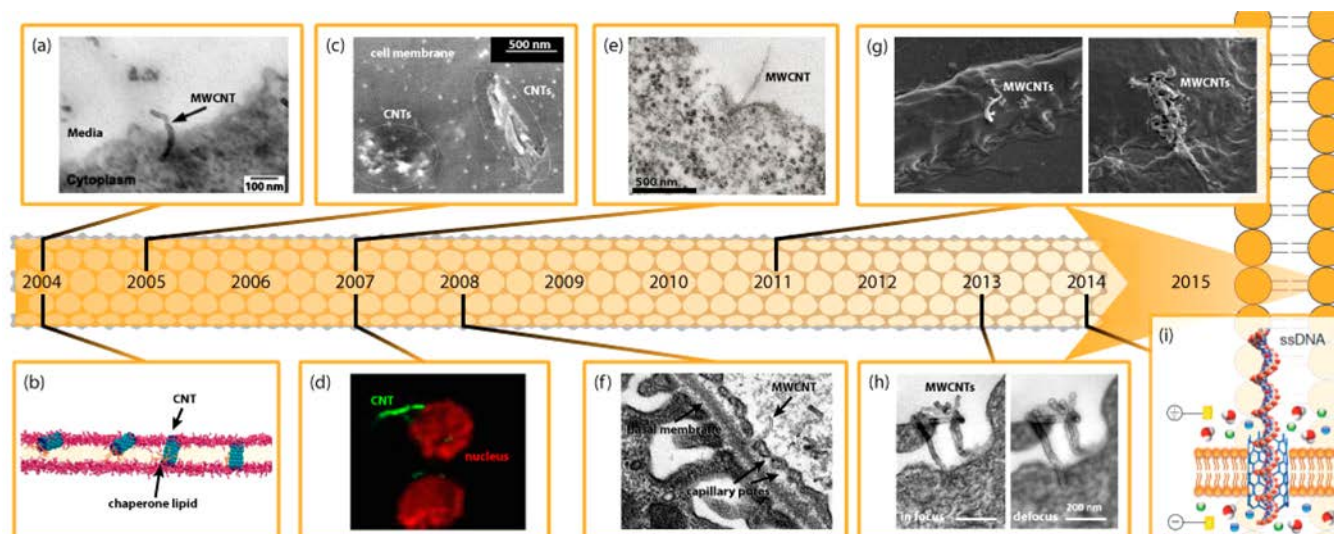 (a)
MWCNT
Media
Cytoplasm
100 nm
(c)
cell membrane
500 nm
CNTs
CNTs
(e)
MWCNT
500 nm
(g)
MWCNTs
MWCNTs
2004 2005 2006 2007 2008 2009 2010 2011 2012 2013 2014 2015
(b)
CNT
chaperone lipid
(d)
CNT
nucleus
(f)
MWCNT
basal membrane
capillary pores
(h)
MWCNTs
in focus
defocus
200 nm
(i)
ssDNA
+
−